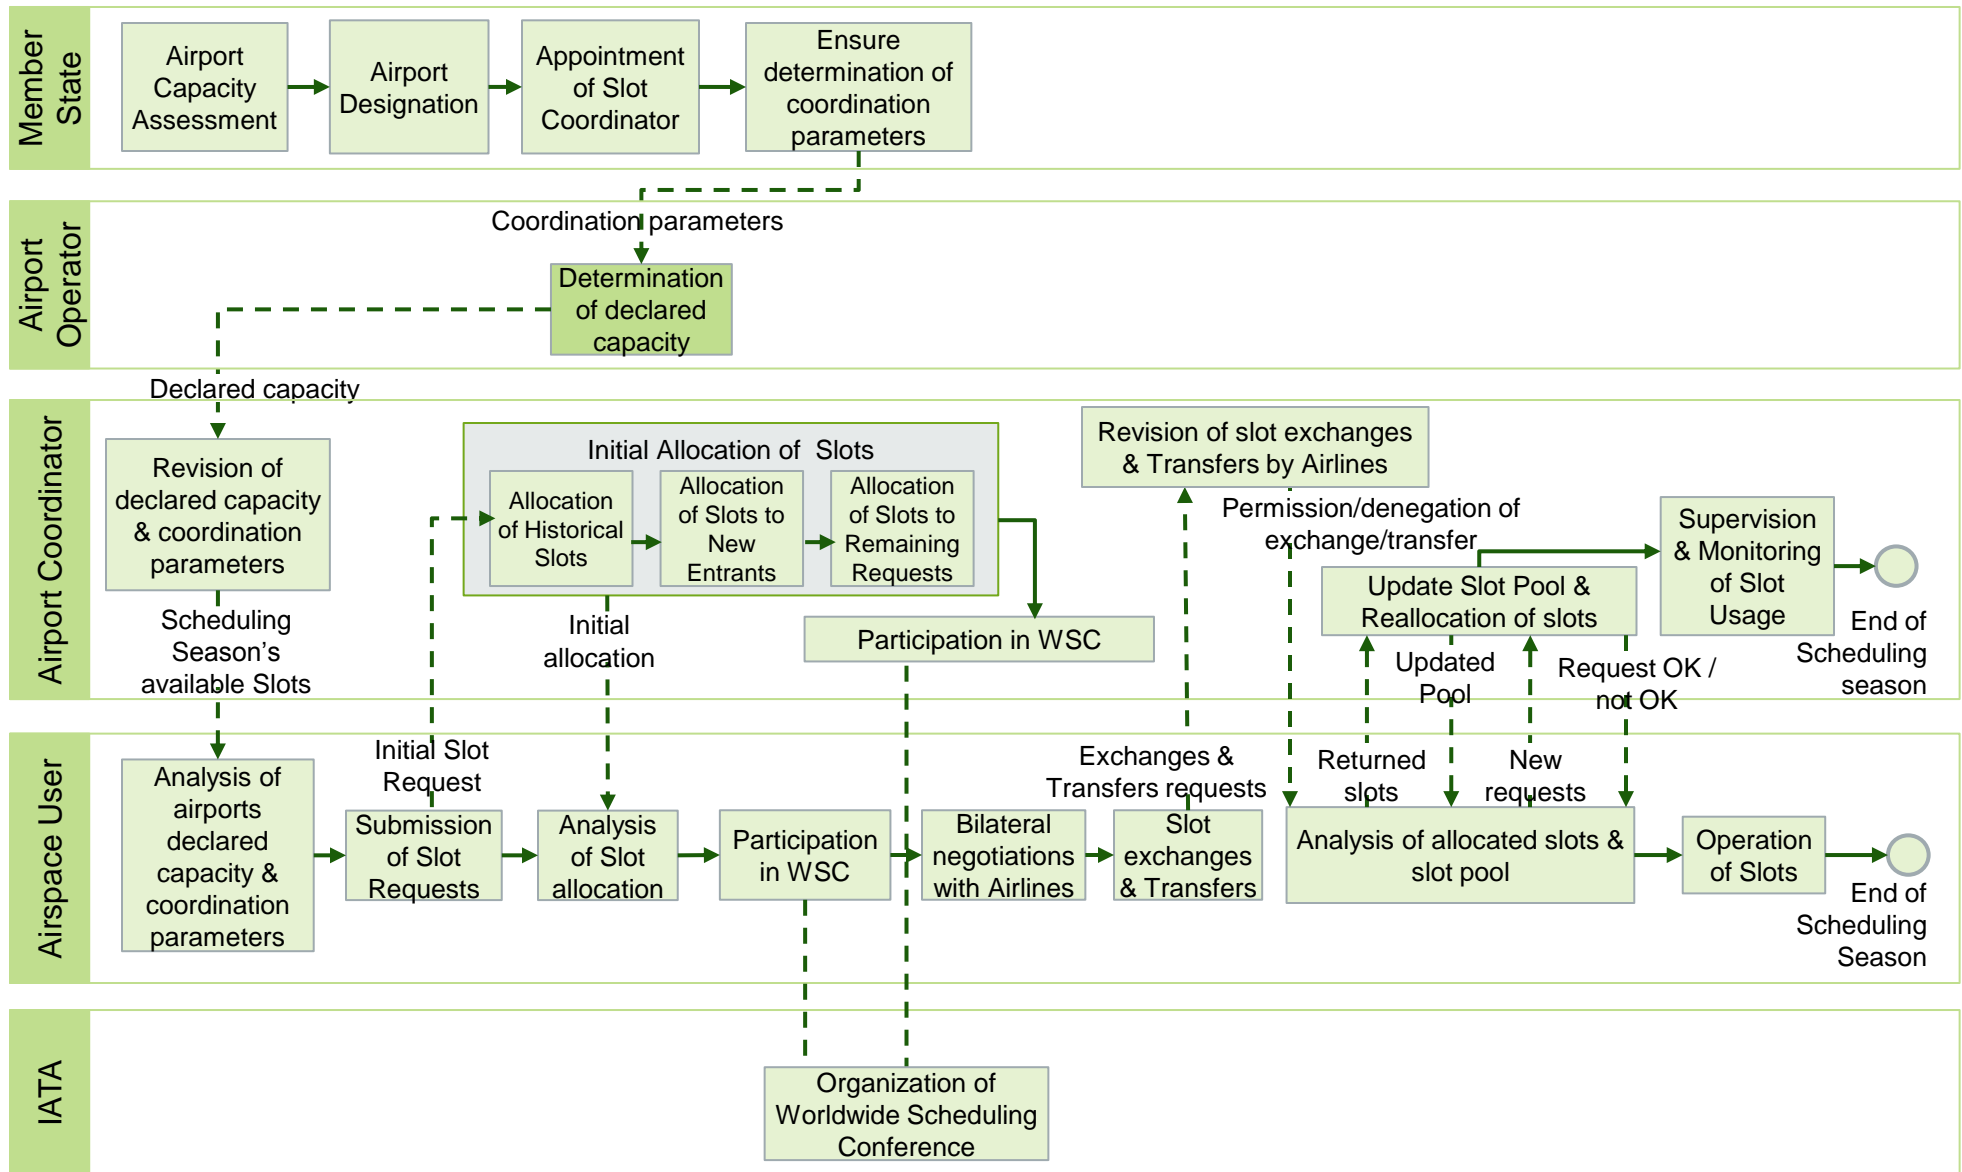 Member
State
Airport
Capacity
Assessment
Airport
Designation
Appointment
of Slot
Coordinator
Ensure
determination of
coordination
parameters
Airport
Operator
Coordination parameters
Determination
of declared
capacity
Declared capacity
Airport Coordinator
Revision of
declared capacity
& coordination
parameters
Scheduling
Season's
available Slots
Initial Allocation of Slots
Allocation
of Historical
Slots
Allocation
of Slots to
New
Entrants
Allocation
of Slots to
Remaining
Requests
Initial
allocation
Participation in WSC
Revision of slot exchanges
& Transfers by Airlines
Permission/denegation of
exchange/transfer
Update Slot Pool &
Reallocation of slots
Updated
Pool
Request OK /
not OK
Supervision
& Monitoring
of Slot
Usage
End of
Scheduling
season
Airspace User
Analysis of
airports
declared
capacity &
coordination
parameters
Initial Slot
Request
Submission
of Slot
Requests
Analysis
of Slot
allocation
Participation
in WSC
Bilateral
negotiations
with Airlines
Exchanges &
Transfers requests
Slot
exchanges
& Transfers
Returned
slots
New
requests
Analysis of allocated slots &
slot pool
Operation
of Slots
End of
Scheduling
Season
IATA
Organization of
Worldwide Scheduling
Conference